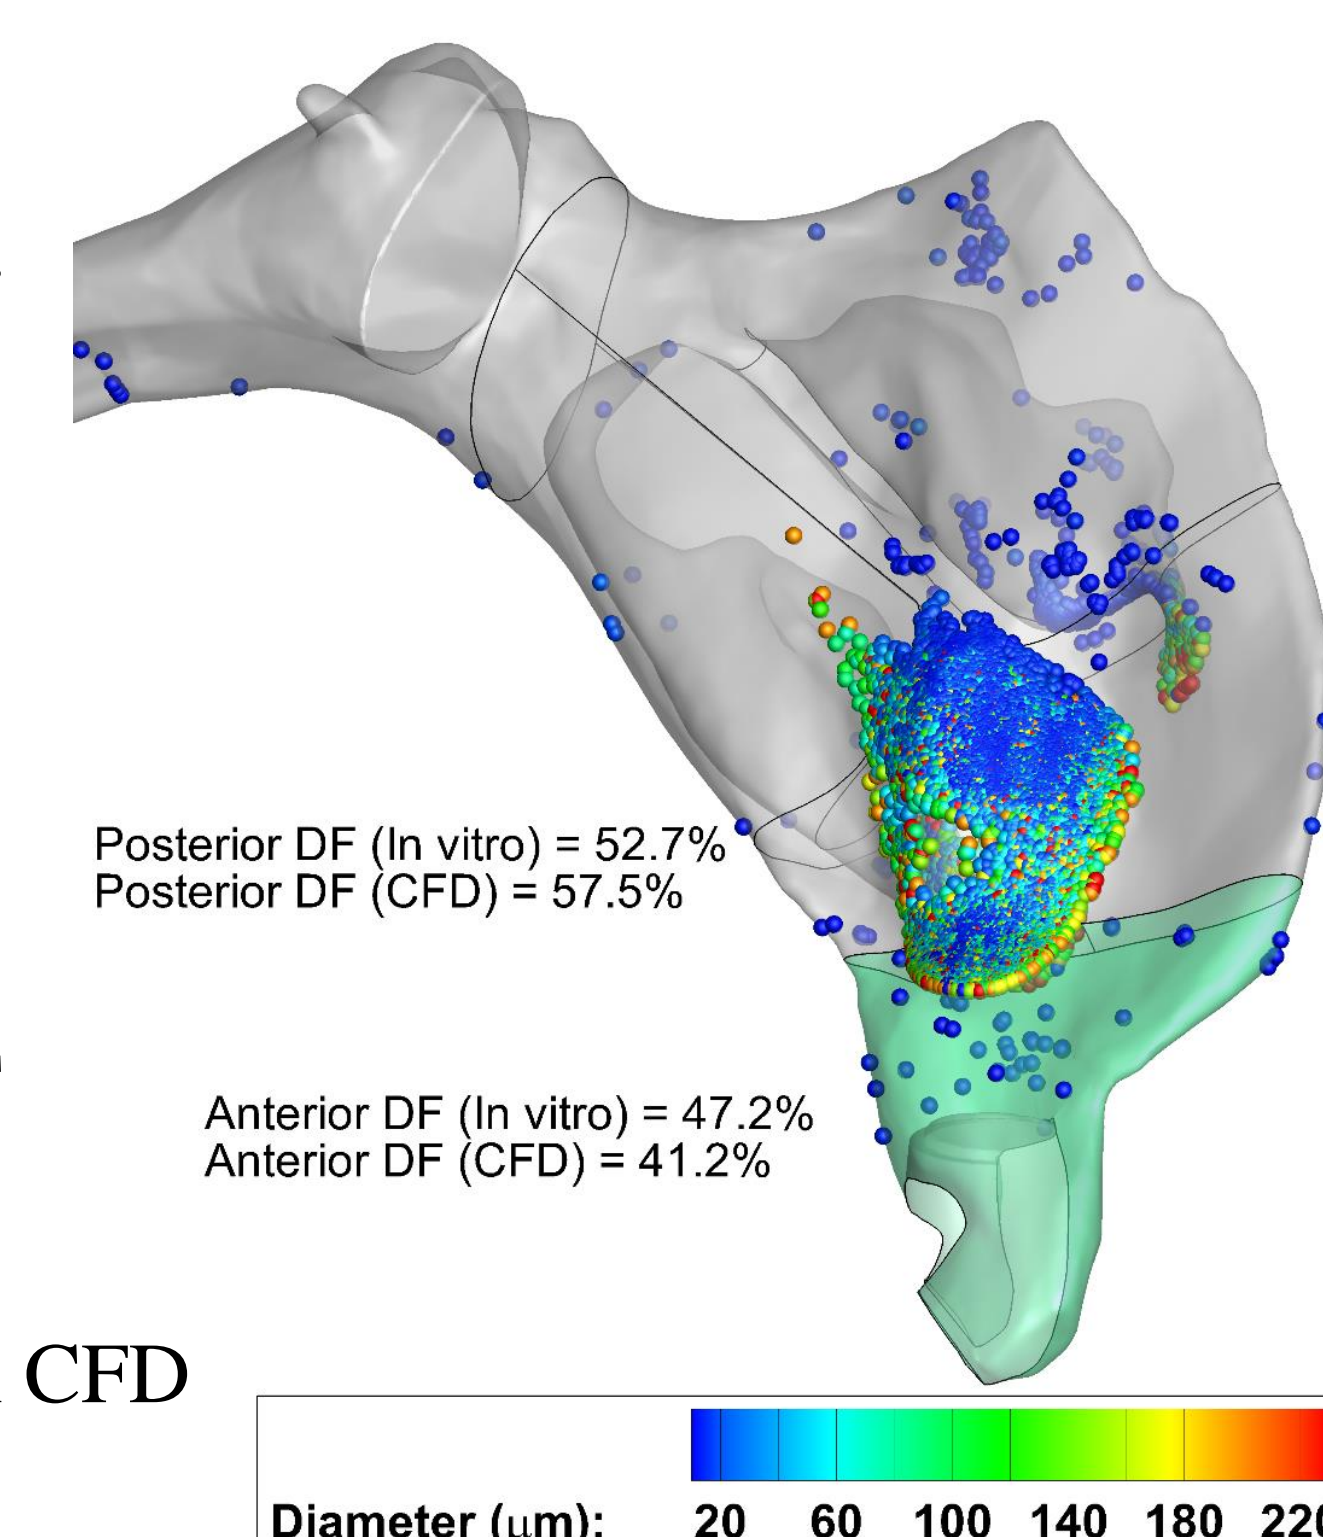 Posterior DF (In vitro) = 52.7%
Posterior DF (CFD) = 57.5%
Anterior DF (In vitro) = 47.2%
Anterior DF (CFD) = 41.2%
CFD
Diameter (μm): 20 60 100 140 180 220